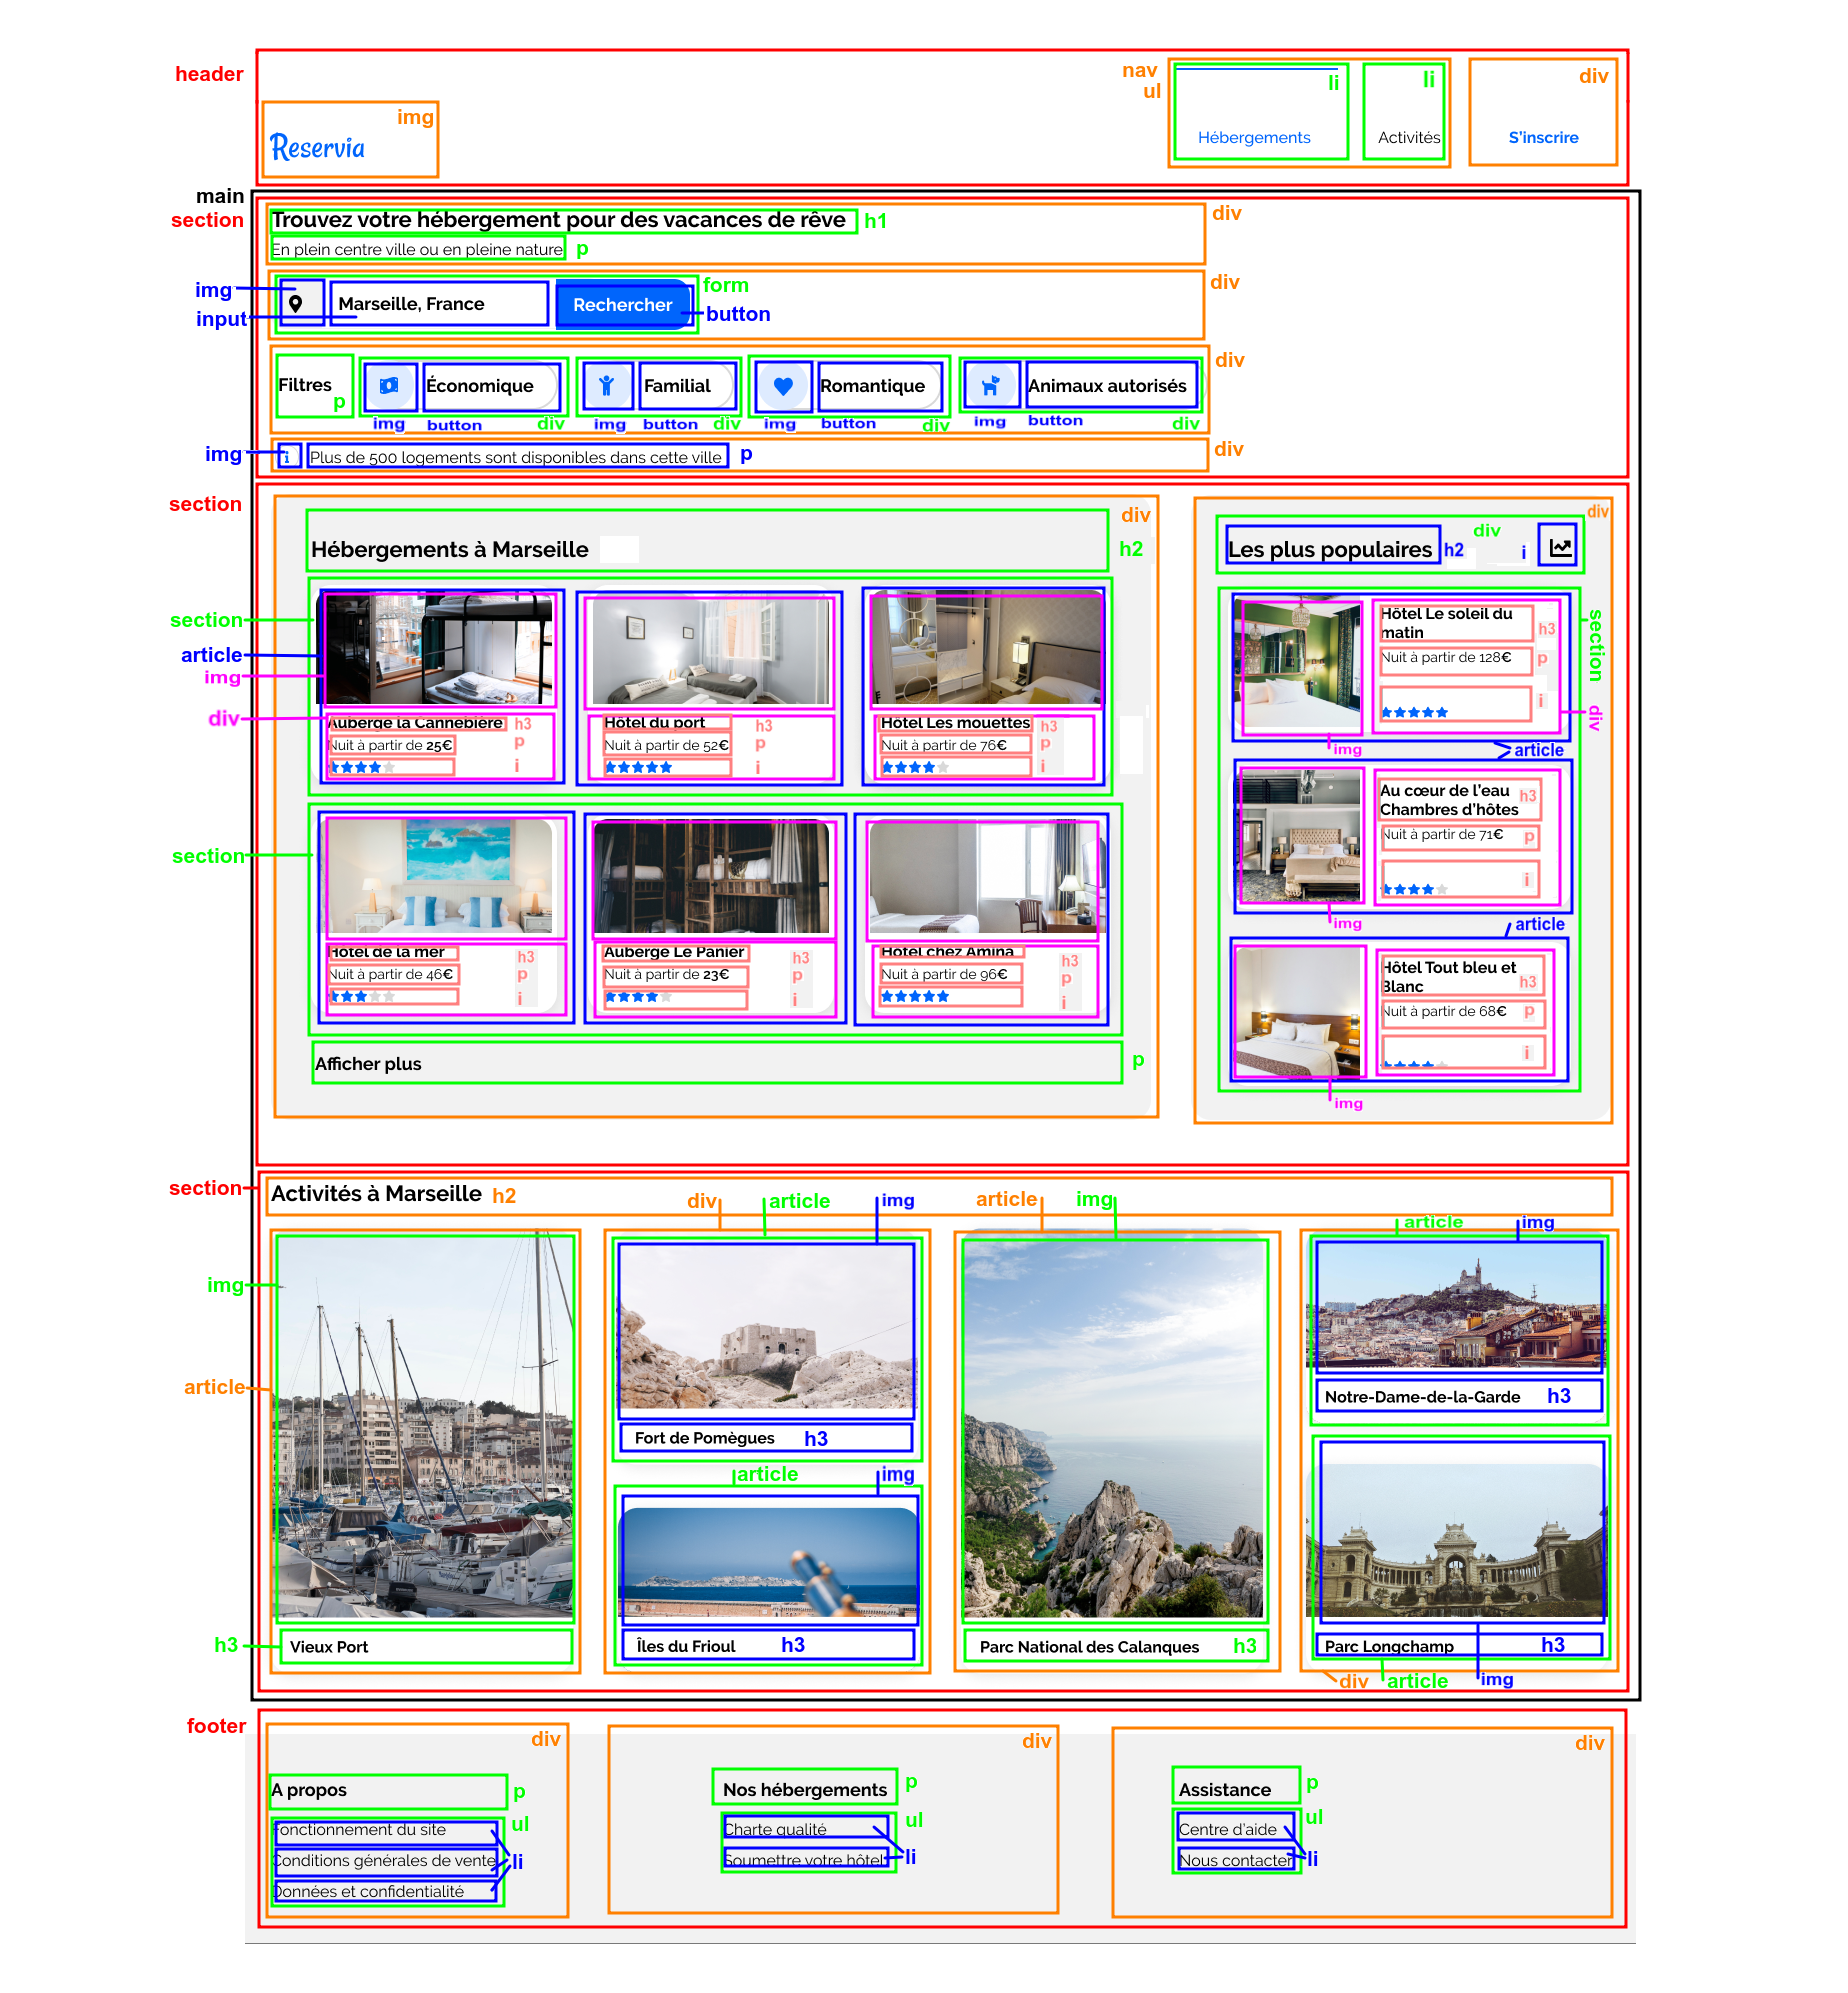 header
nav
ul
li
li
div
img
Reservia
Hébergements
Activités
S'inscrire
main
section
Trouvez votre hébergement pour des vacances de rêve
h1
div
En plein centre ville ou en pleine nature
p
img
input
Marseille, France
Rechercher
form
button
div
Filtres
p
Économique
Familial
Romantique
Animaux autorisés
div
img
button
div
img
button
div
img
button
div
img
button
div
img
i
Plus de 500 logements sont disponibles dans cette ville
p
div
section
div
Hébergements à Marseille
h2
section
article
img
div
Auberge la Cannebière
h3
Nuit à partir de 25€
p
i
Hôtel du port
h3
Nuit à partir de 52€
p
i
Hôtel Les mouettes
h3
Nuit à partir de 76€
p
i
section
Hôtel de la mer
h3
Nuit à partir de 46€
p
i
Auberge Le Panier
h3
Nuit à partir de 23€
p
i
Hôtel chez Amina
h3
Nuit à partir de 96€
p
i
Afficher plus
p
div
div
Les plus populaires
h2
i
section
Hôtel Le soleil du
matin
h3
Nuit à partir de 128€
p
i
div
img
article
Au cœur de l'eau
Chambres d'hôtes
h3
Nuit à partir de 71€
p
i
img
article
Hôtel Tout bleu et
Blanc
h3
Nuit à partir de 68€
p
i
img
section
Activités à Marseille
h2
div
article
img
article
img
article
img
img
article
h3
Vieux Port
Fort de Pomègues
h3
article
img
Îles du Frioul
h3
Parc National des Calanques
h3
Notre-Dame-de-la-Garde
h3
Parc Longchamp
h3
div
article
img
footer
div
A propos
p
ul
Fonctionnement du site
Conditions générales de vente
li
Données et confidentialité
div
Nos hébergements
p
ul
Charte qualité
Soumettre votre hôtel
li
div
Assistance
p
ul
Centre d'aide
Nous contacter
li